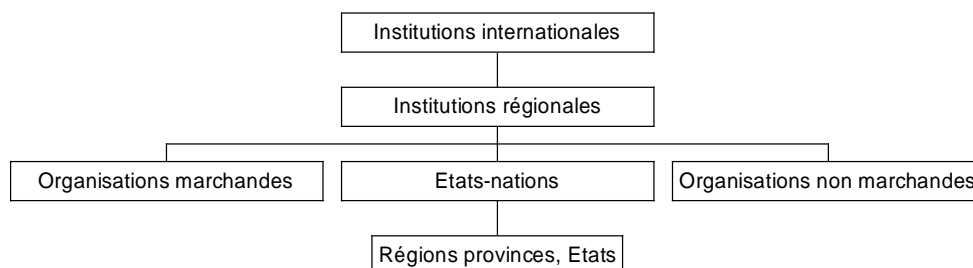 Institutions internationales
Institutions régionales
Organisations marchandes
Etats-nations
Organisations non marchandes
Régions provinces, Etats